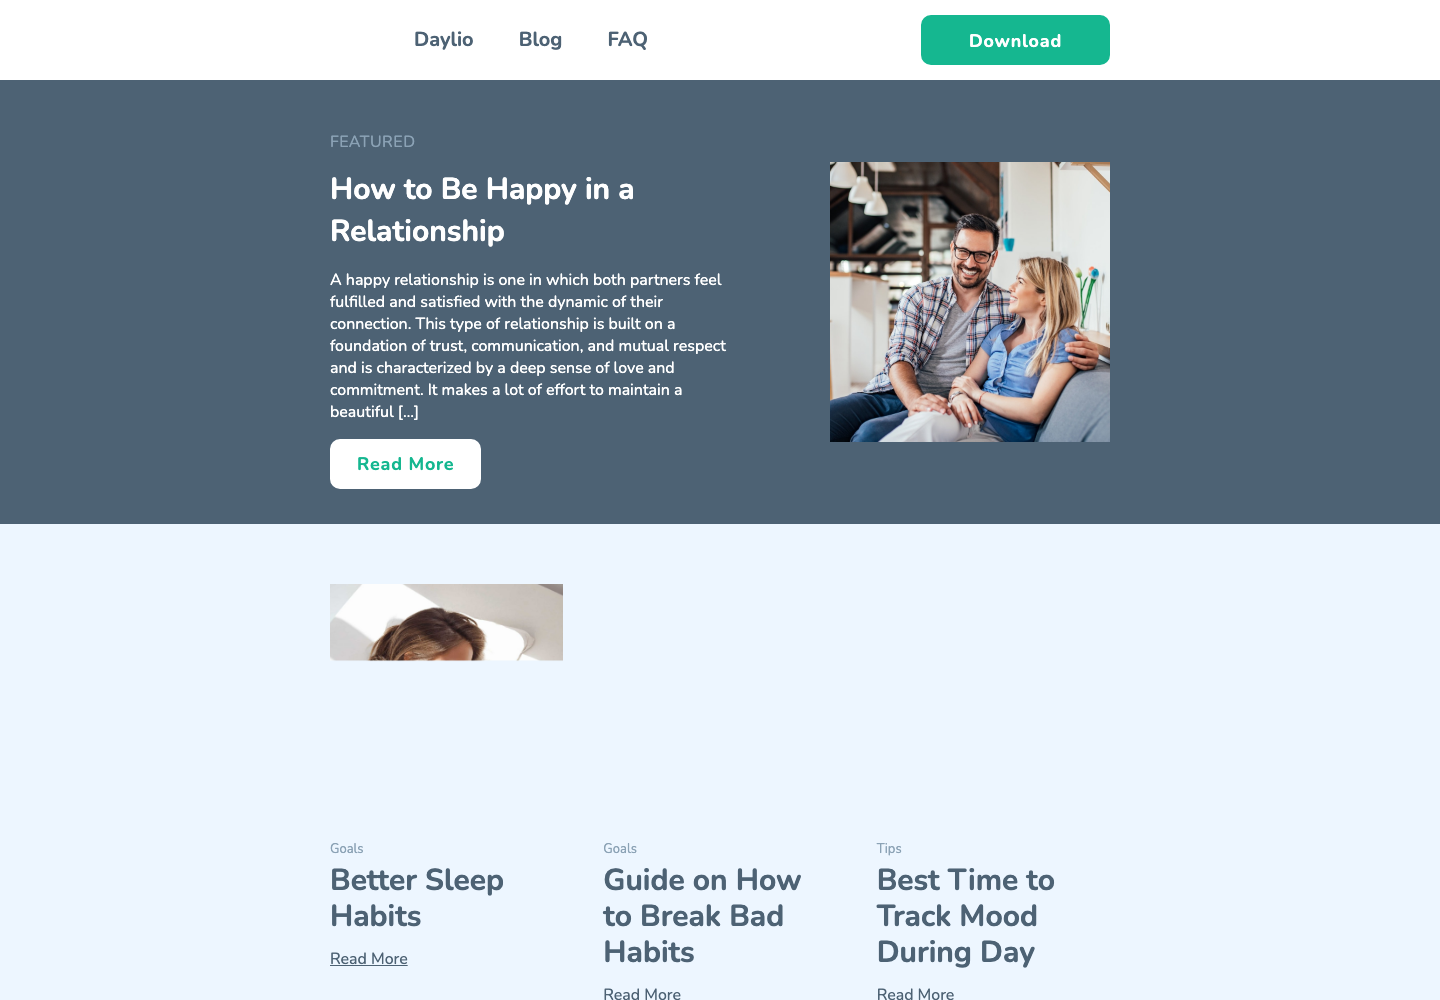 Daylio Blog FAQ Download
FEATURED
How to Be Happy in a
Relationship
A happy relationship is one in which both partners feel
fulfilled and satisfied with the dynamic of their
connection. This type of relationship is built on a
foundation of trust, communication, and mutual respect
and is characterized by a deep sense of love and
commitment. It makes a lot of effort to maintain a
beautiful [...]
Read More
Goals
Better Sleep
Habits
Read More
Goals
Guide on How
to Break Bad
Habits
Read More
Tips
Best Time to
Track Mood
During Day
Read More